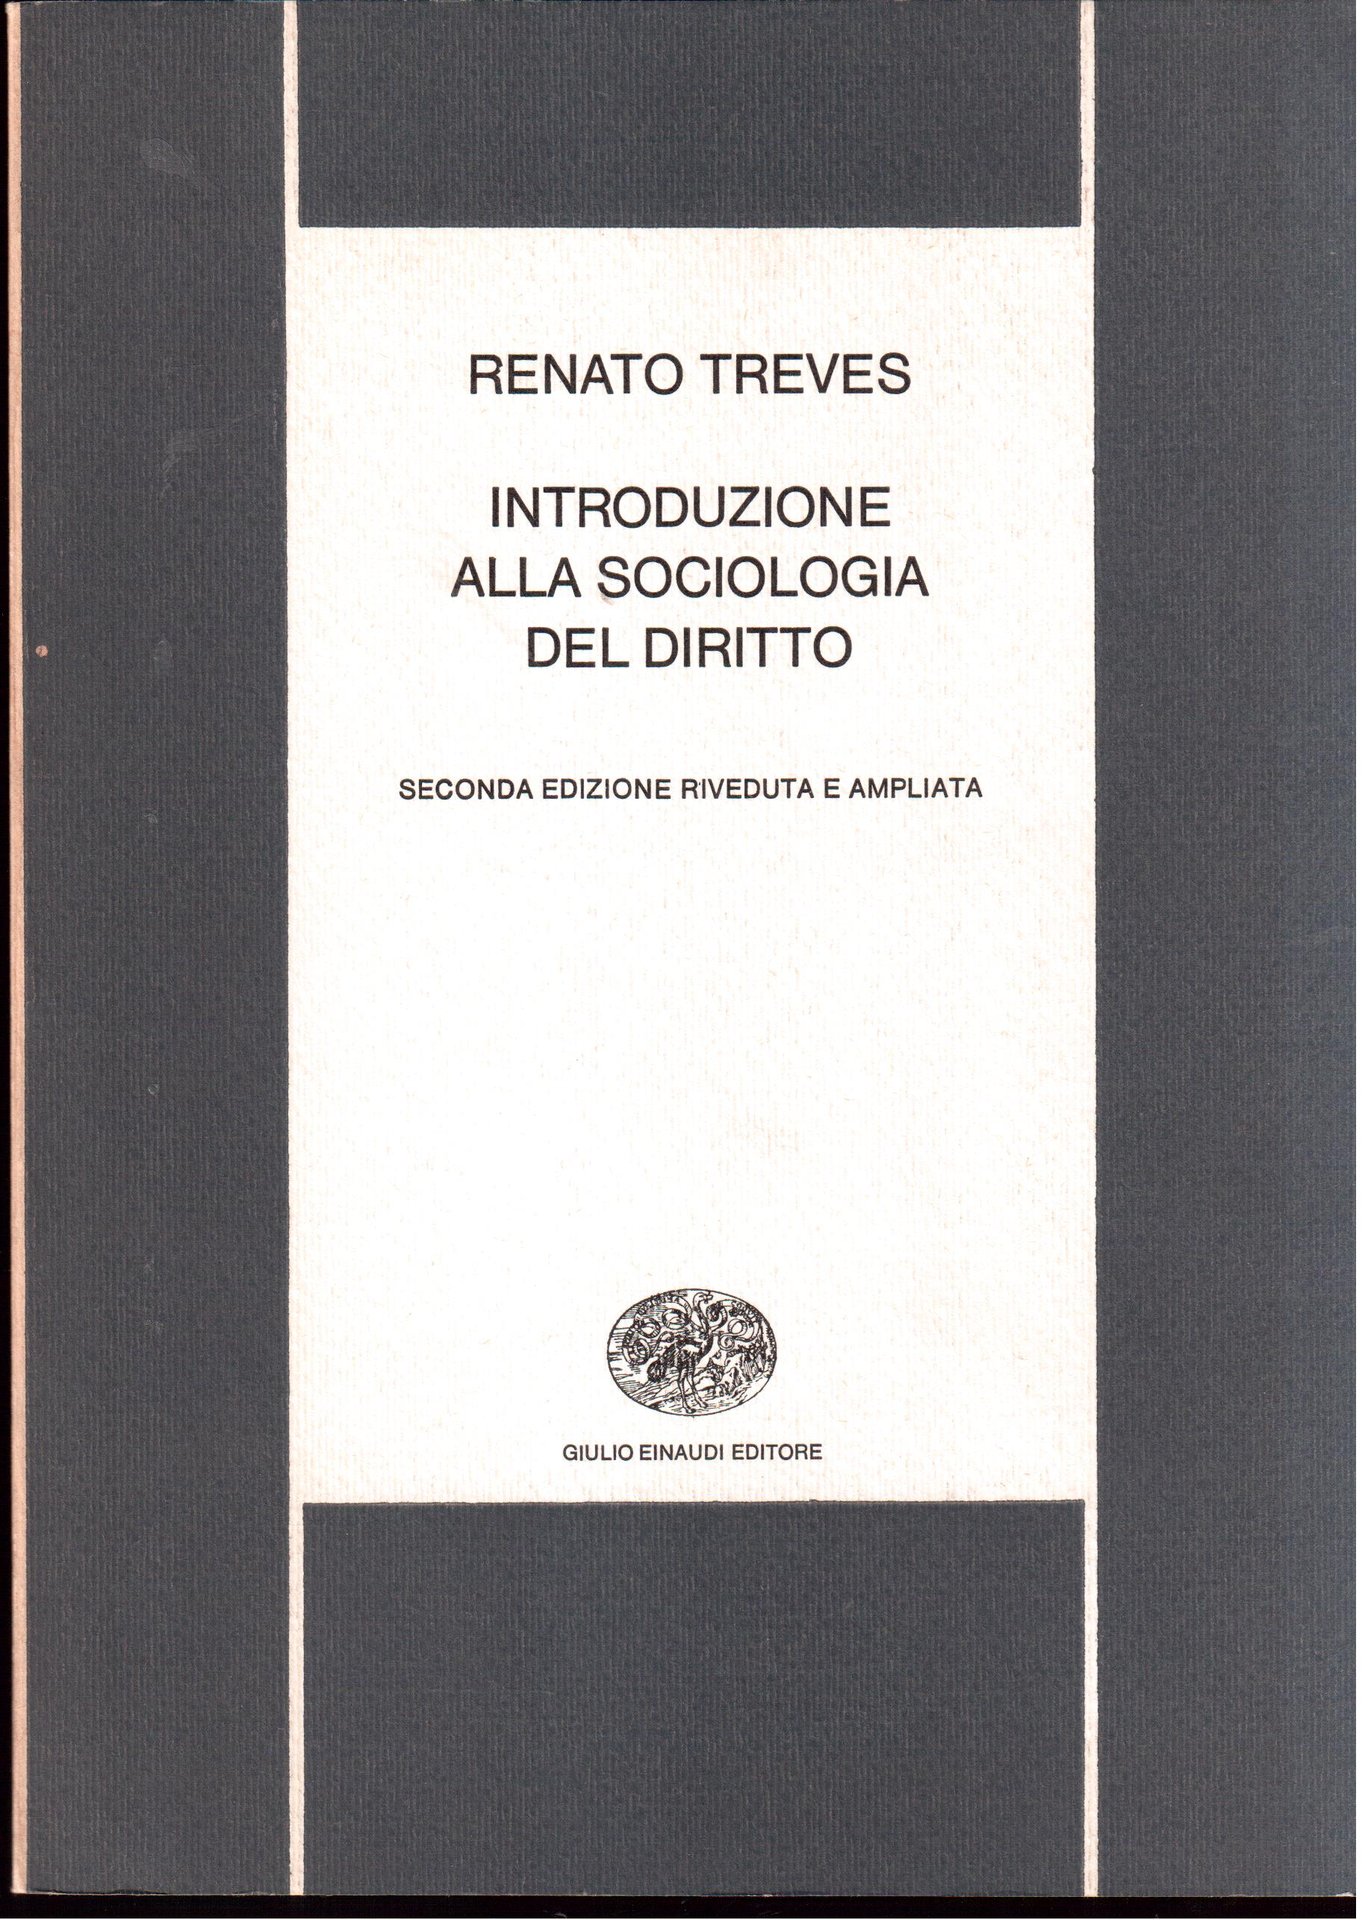 RENATO TREVES
INTRODUZIONE
ALLA SOCIOLOGIA
DEL DIRITTO
SECONDA EDIZIONE RIVEDUTA E AMPLIATA
GIULIO EINAUDI EDITORE